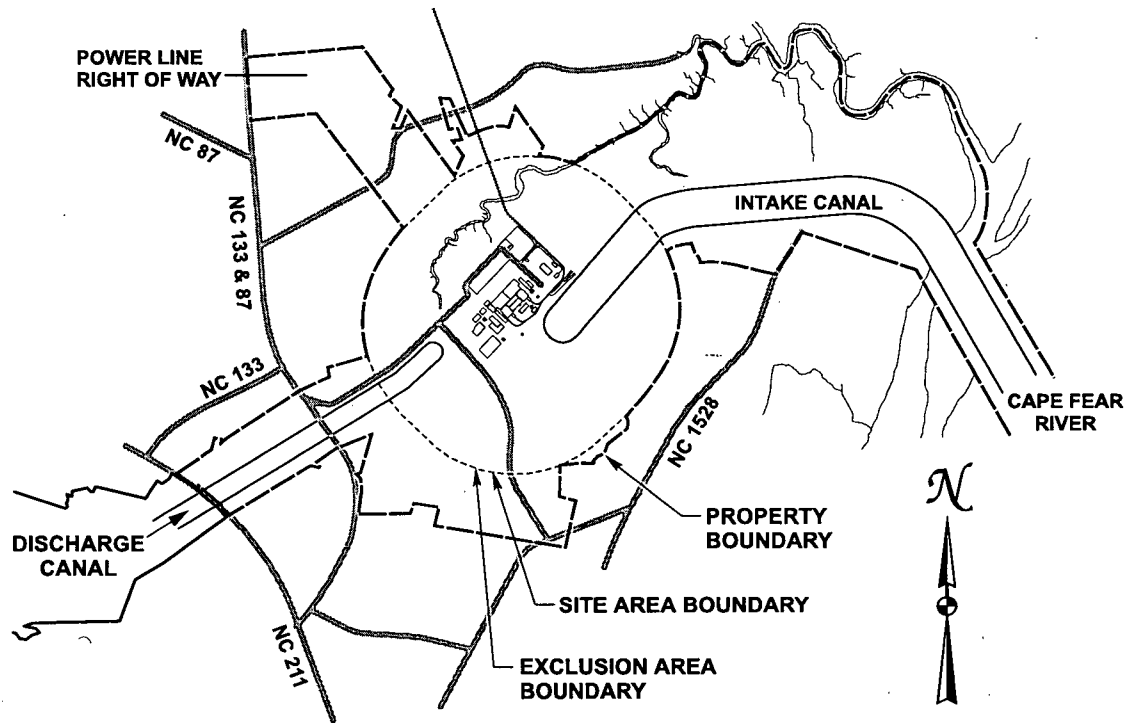 POWER LINE
RIGHT OF WAY
NC 87
NC 133 & 87
INTAKE CANAL
NC 133
NC 1528
CAPE FEAR
RIVER
N
DISCHARGE
CANAL
PROPERTY
BOUNDARY
SITE AREA BOUNDARY
NC 211
EXCLUSION AREA
BOUNDARY